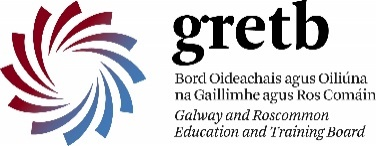 gretb
Bord Oideachais agus Oiliúna
na Gaillimhe agus Ros Comáin
Galway and Roscommon
Education and Training Board